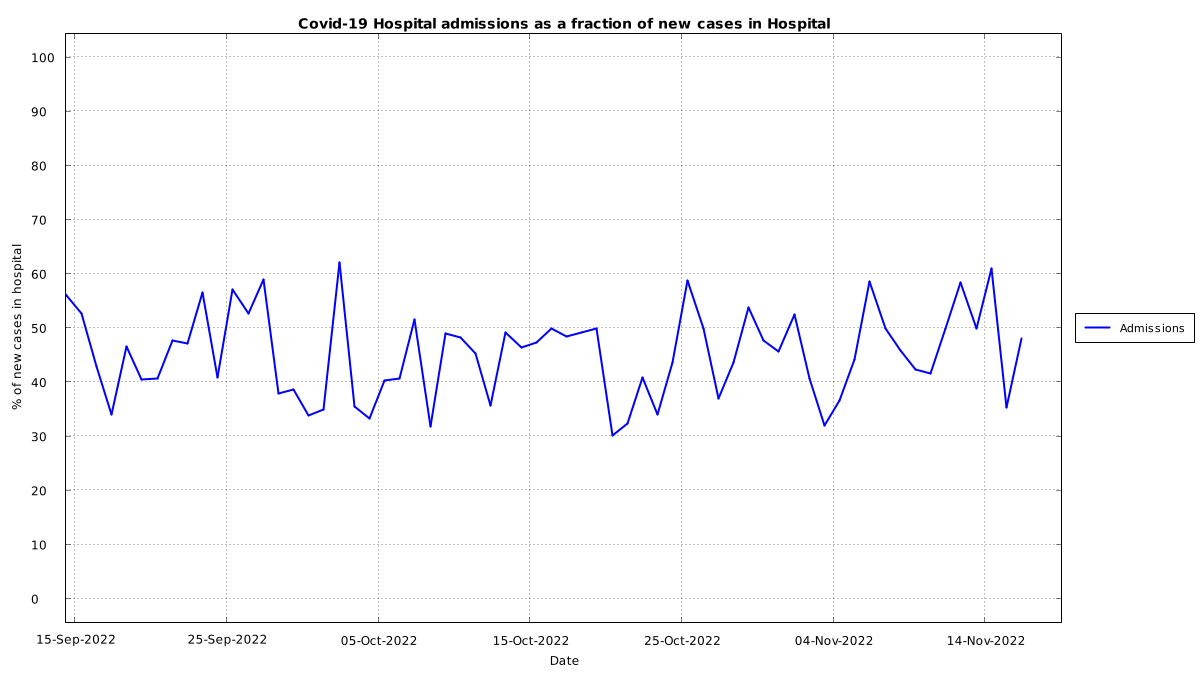 Covid-19 Hospital admissions as a fraction of new cases in Hospital
% of new cases in hospital
100
90
80
70
60
50
40
30
20
10
0
15-Sep-2022
25-Sep-2022
05-Oct-2022
15-Oct-2022
25-Oct-2022
04-Nov-2022
14-Nov-2022
Date
Admissions